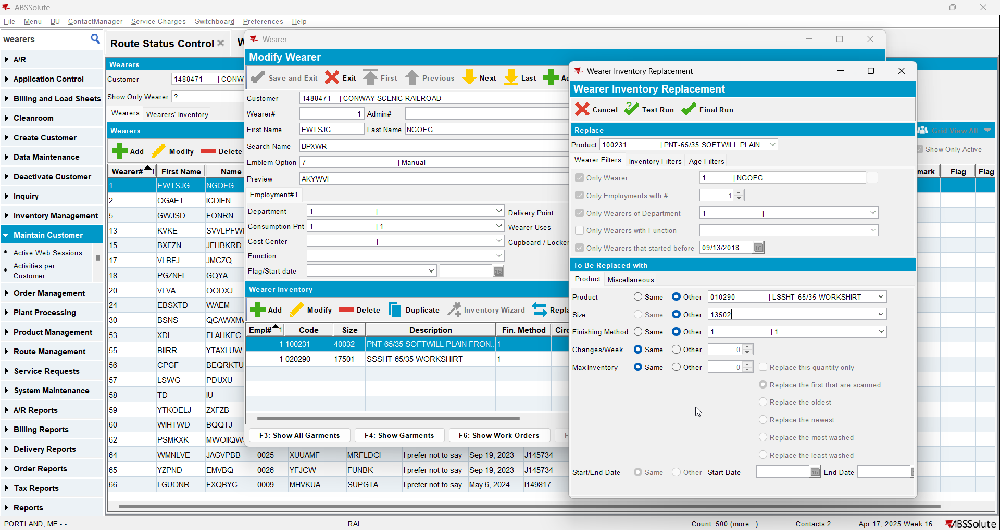 ABSSolute
File Menu BU ContactManager Service Charges Switchboard Preferences Help
wearers
Route Status Control
A/R
Application Control
Billing and Load Sheets
Cleanroom
Create Customer
Data Maintenance
Deactivate Customer
Inquiry
Inventory Management
Maintain Customer
Active Web Sessions
Activities per
Customer
Order Management
Plant Processing
Product Management
Route Management
Service Requests
System Maintenance
A/R Reports
Billing Reports
Delivery Reports
Order Reports
Tax Reports
Reports
Wearers
Customer 1488471 | CONW
Show Only Wearer ?
Wearers Wearers' Inventory
Wearers
Add Modify Delete
Grid View All
Show Only Active
Wearer# 1 First Name Name mark Flag Flag
1 EWTSJG NGOFG
2 OGAET ICDIFN
5 GWJSD FONRN
13 KVKE SVVLPFW
15 BXFZN JFHBKRD
17 VLBFJ JMCZQ
18 PGZNFI GQYA
20 VLVA OODXJ
24 EBSXTD WAEM
30 BSNS QCAWXM
53 XDI FLAHKEC
55 BIIRR YTAXLUW
56 CPGF BEQRKTU
57 LSWG PDUXU
58 TD IU
59 YTKOELJ ZXFZB
60 WIHTWD BQQTJ
62 PSMKXK MWOIIQW
64 WMNLVE JAGVPBB 0025 XUUAMF MRFLDCI I prefer not to say Sep 19, 2023 J145734
65 YZPND EMVBQ 0026 YFJCW FUNBK I prefer not to say Sep 19, 2023 J145734
66 LGUONR FXQBYC 0009 MHVKUA SUPGTA I prefer not to say May 6, 2024 I149817
Wearer
Modify Wearer
Save and Exit Exit First Previous Next Last Ad
Customer 1488471 | CONWAY SCENIC RAILROAD
Wearer# 1 Admin#
First Name EWTSJG Last Name NGOFG
Search Name BPXWR
Emblem Option 7 | Manual
Preview AKYWVI
Employment#1
Department 1 | - Delivery Point
Consumption Pnt 1 | 1 Wearer Uses
Cost Center - | - Cupboard / Locker
Function
Flag/Start date 16
Wearer Inventory
Add Modify Delete Duplicate Inventory Wizard Repla
Empl# 1 Code Size Description Fin. Method Circ
1 100231 40032 PNT-65/35 SOFTWILL PLAIN FRON... 1
1 020290 17501 SSSHT-65/35 WORKSHIRT 1
F3: Show All Garments F4: Show Garments F6: Show Work Orders F
Wearer Inventory Replacement
Wearer Inventory Replacement
Cancel Test Run Final Run
Replace
Product 100231 | PNT-65/35 SOFTWILL PLAIN
Wearer Filters Inventory Filters Age Filters
Only Wearer 1 | NGOFG ...
Only Employments with # 1
Only Wearers of Department 1 | -
Only Wearers with Function
Only Wearers that started before 09/13/2018 16
To Be Replaced with
Product Miscellaneous
Product Same Other 010290 | LSSHT-65/35 WORKSHIRT
Size Same Other 13502
Finishing Method Same Other 1 | 1
Changes/Week Same Other 0
Max Inventory Same Other 0 Replace this quantity only
Replace the first that are scanned
Replace the oldest
Replace the newest
Replace the most washed
Replace the least washed
Start/End Date Same Other Start Date 16 End Date
PORTLAND, ME - - RAL Count: 500 (more...) Contacts 2 Apr 17, 2025 Week 16 ABSSolute